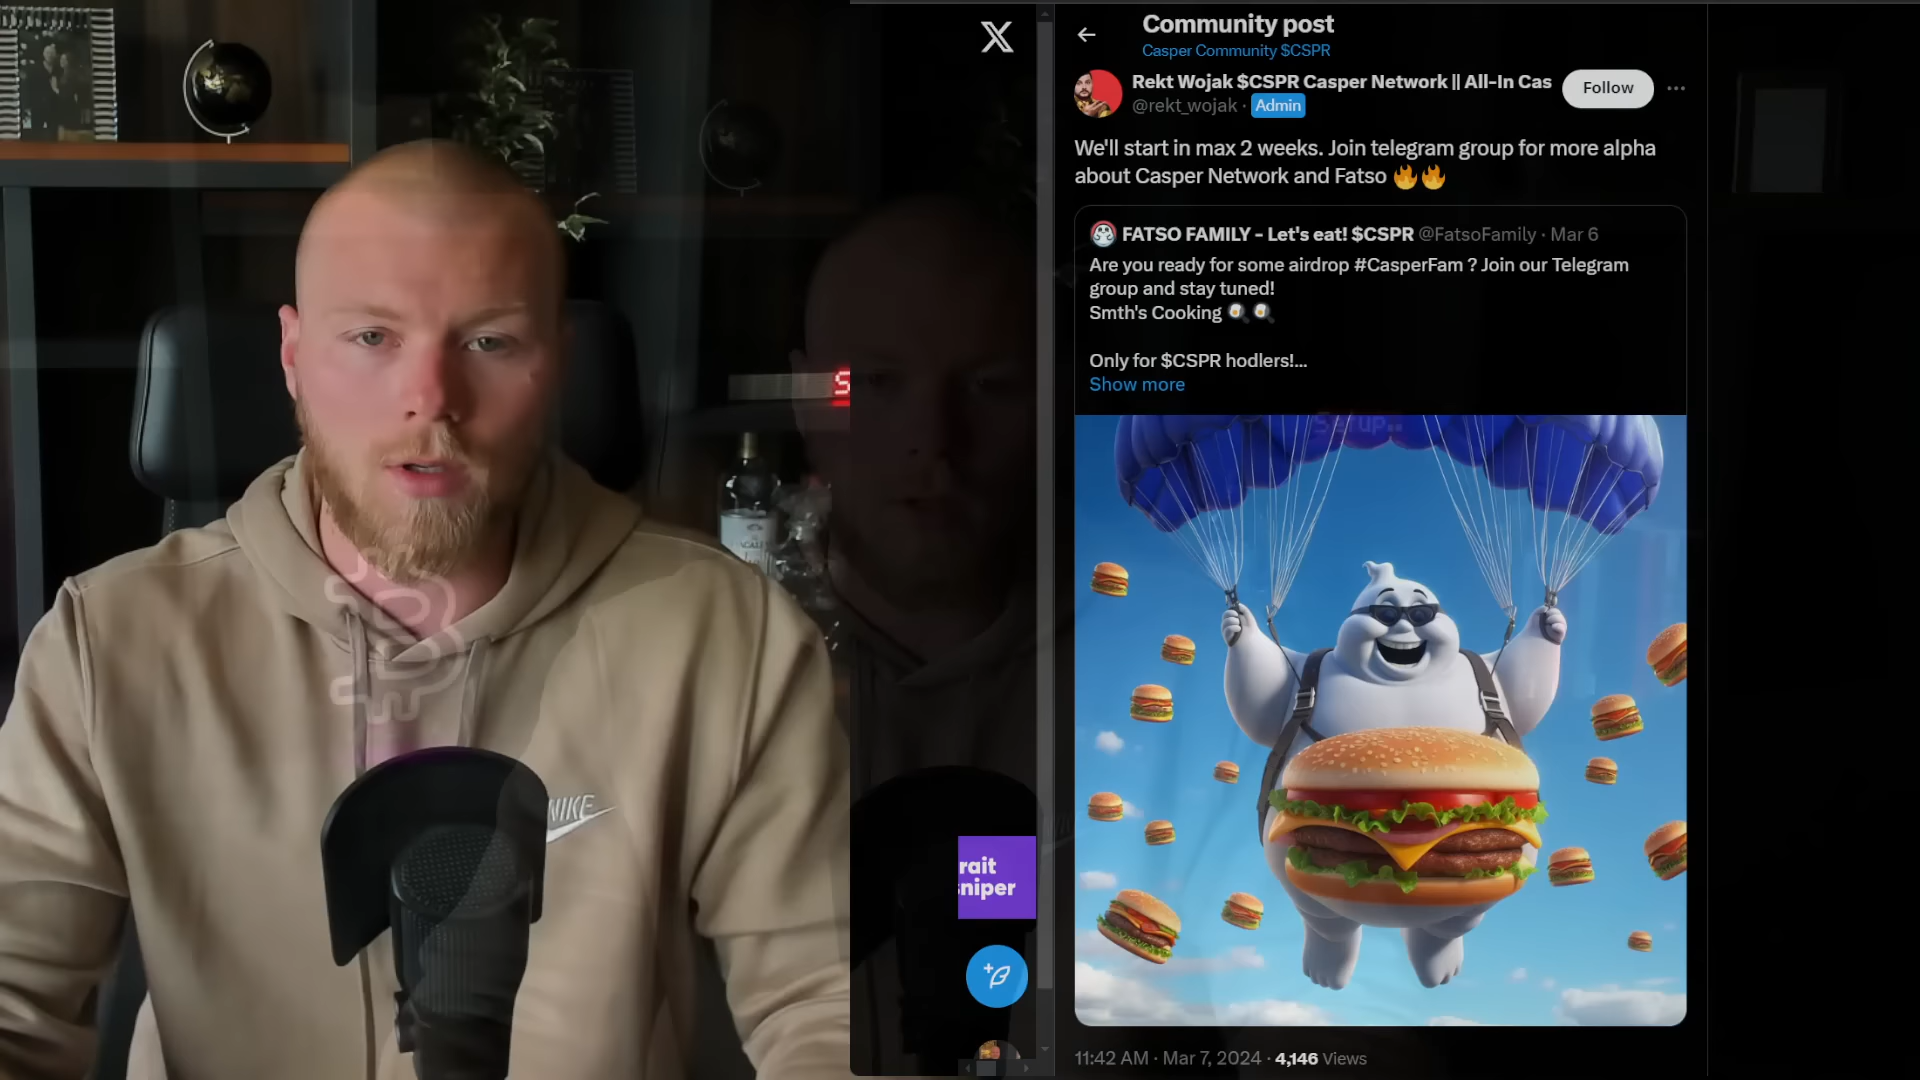 Community post
Casper Community $CSPR
Rekt Wojak $CSPR Casper Network || All-In Cas
@rekt_wojak · Admin
Follow
We'll start in max 2 weeks. Join telegram group for more alpha
about Casper Network and Fatso 🔥🔥
FATSO FAMILY - Let's eat! $CSPR @FatsoFamily · Mar 6
Are you ready for some airdrop #CasperFam ? Join our Telegram
group and stay tuned!
Smth's Cooking 🍳🍳
Only for $CSPR hodlers!...
Show more
Setup..
S
NIKE
rait
niper
11:42 AM · Mar 7, 2024 · 4,146 Views